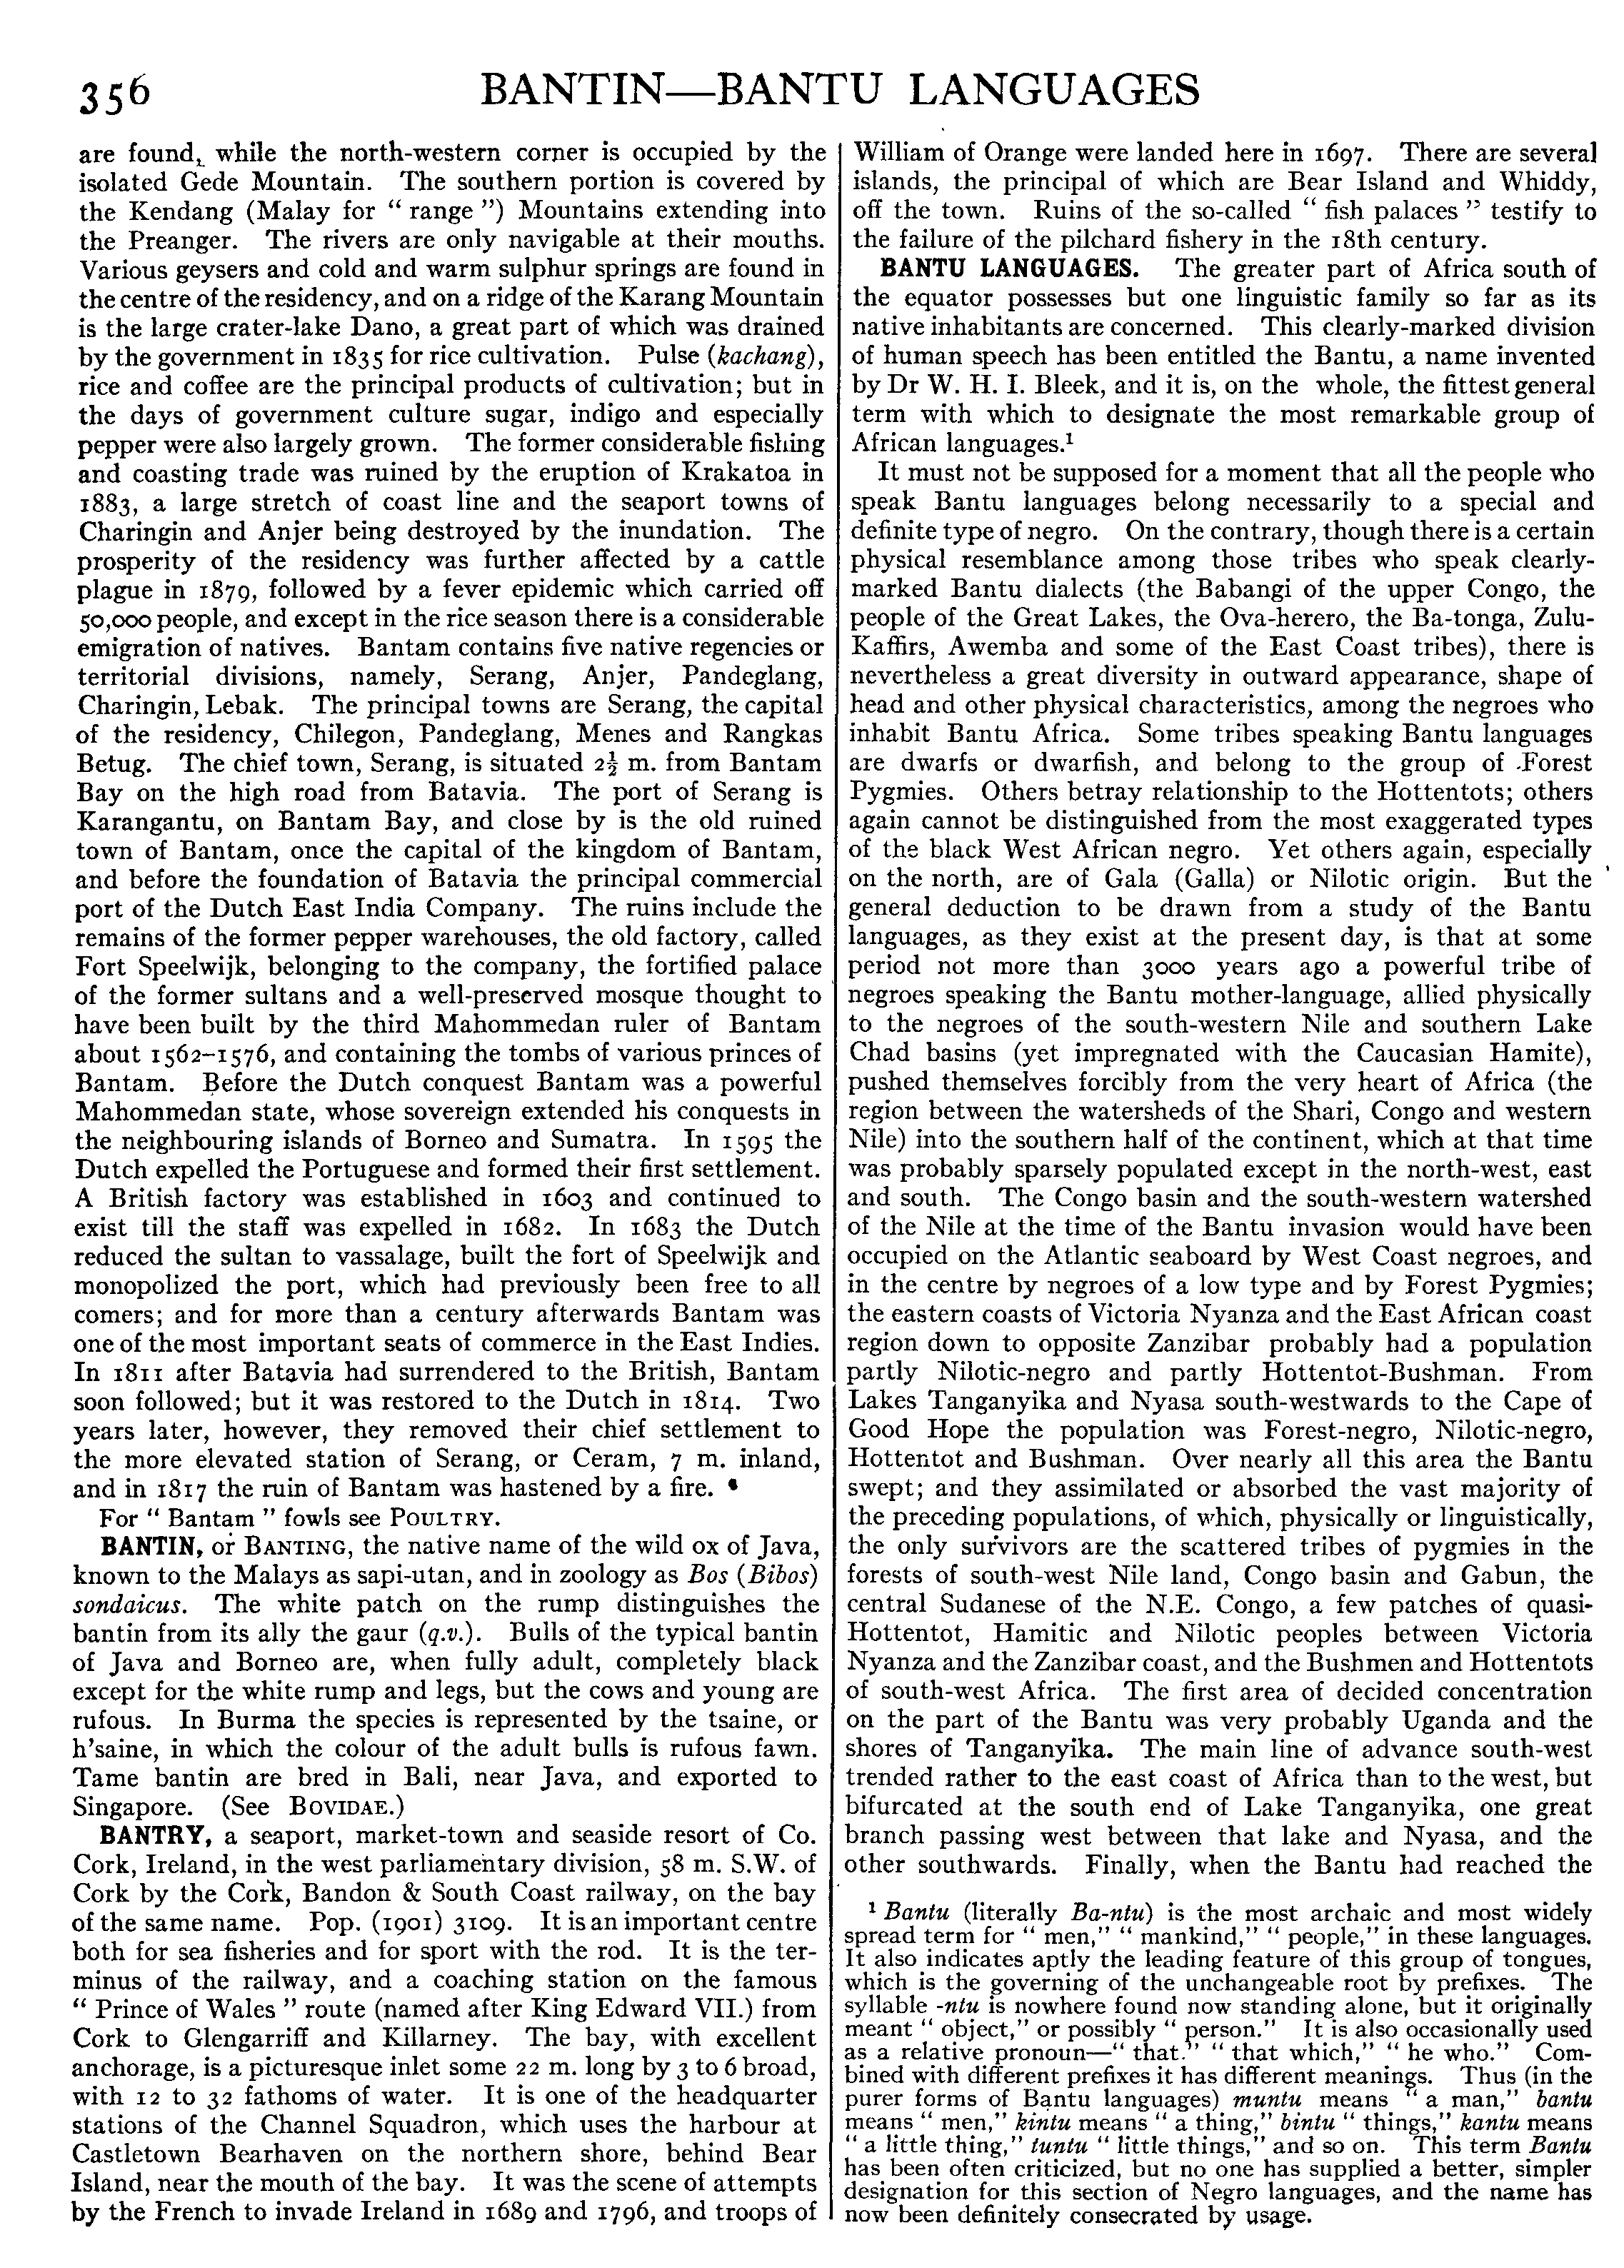 356
BANTIN—BANTU LANGUAGES
are found, while the north-western corner is occupied by the
isolated Gede Mountain. The southern portion is covered by
the Kendang (Malay for “ range ”) Mountains extending into
the Preanger. The rivers are only navigable at their mouths.
Various geysers and cold and warm sulphur springs are found in
the centre of the residency, and on a ridge of the Karang Mountain
is the large crater-lake Dano, a great part of which was drained
by the government in 1835 for rice cultivation. Pulse (kachang),
rice and coffee are the principal products of cultivation; but in
the days of government culture sugar, indigo and especially
pepper were also largely grown. The former considerable fishing
and coasting trade was ruined by the eruption of Krakatoa in
1883, a large stretch of coast line and the seaport towns of
Charingin and Anjer being destroyed by the inundation. The
prosperity of the residency was further affected by a cattle
plague in 1879, followed by a fever epidemic which carried off
50,000 people, and except in the rice season there is a considerable
emigration of natives. Bantam contains five native regencies or
territorial divisions, namely, Serang, Anjer, Pandeglang,
Charingin, Lebak. The principal towns are Serang, the capital
of the residency, Chilegon, Pandeglang, Menes and Rangkas
Betug. The chief town, Serang, is situated 2½ m. from Bantam
Bay on the high road from Batavia. The port of Serang is
Karangantu, on Bantam Bay, and close by is the old ruined
town of Bantam, once the capital of the kingdom of Bantam,
and before the foundation of Batavia the principal commercial
port of the Dutch East India Company. The ruins include the
remains of the former pepper warehouses, the old factory, called
Fort Speelwijk, belonging to the company, the fortified palace
of the former sultans and a well-preserved mosque thought to
have been built by the third Mahommedan ruler of Bantam
about 1562–1576, and containing the tombs of various princes of
Bantam. Before the Dutch conquest Bantam was a powerful
Mahommedan state, whose sovereign extended his conquests in
the neighbouring islands of Borneo and Sumatra. In 1595 the
Dutch expelled the Portuguese and formed their first settlement.
A British factory was established in 1603 and continued to
exist till the staff was expelled in 1682. In 1683 the Dutch
reduced the sultan to vassalage, built the fort of Speelwijk and
monopolized the port, which had previously been free to all
comers; and for more than a century afterwards Bantam was
one of the most important seats of commerce in the East Indies.
In 1811 after Batavia had surrendered to the British, Bantam
soon followed; but it was restored to the Dutch in 1814. Two
years later, however, they removed their chief settlement to
the more elevated station of Serang, or Ceram, 7 m. inland,
and in 1817 the ruin of Bantam was hastened by a fire.
For “ Bantam ” fowls see POULTRY.
BANTIN, or BANTING, the native name of the wild ox of Java,
known to the Malays as sapi-utan, and in zoology as Bos (Bibos)
sondaicus. The white patch on the rump distinguishes the
bantin from its ally the gaur (q.v.). Bulls of the typical bantin
of Java and Borneo are, when fully adult, completely black
except for the white rump and legs, but the cows and young are
rufous. In Burma the species is represented by the tsaine, or
h’saine, in which the colour of the adult bulls is rufous fawn.
Tame bantin are bred in Bali, near Java, and exported to
Singapore. (See BOVIDAE.)
BANTRY, a seaport, market-town and seaside resort of Co.
Cork, Ireland, in the west parliamentary division, 58 m. S.W. of
Cork by the Cork, Bandon & South Coast railway, on the bay
of the same name. Pop. (1901) 3109. It is an important centre
both for sea fisheries and for sport with the rod. It is the ter-
minus of the railway, and a coaching station on the famous
“ Prince of Wales ” route (named after King Edward VII.) from
Cork to Glengarriff and Killarney. The bay, with excellent
anchorage, is a picturesque inlet some 22 m. long by 3 to 6 broad,
with 12 to 32 fathoms of water. It is one of the headquarter
stations of the Channel Squadron, which uses the harbour at
Castletown Bearhaven on the northern shore, behind Bear
Island, near the mouth of the bay. It was the scene of attempts
by the French to invade Ireland in 1689 and 1796, and troops of
William of Orange were landed here in 1697. There are several
islands, the principal of which are Bear Island and Whiddy,
off the town. Ruins of the so-called “ fish palaces ” testify to
the failure of the pilchard fishery in the 18th century.
BANTU LANGUAGES. The greater part of Africa south of
the equator possesses but one linguistic family so far as its
native inhabitants are concerned. This clearly-marked division
of human speech has been entitled the Bantu, a name invented
by Dr W. H. I. Bleek, and it is, on the whole, the fittest general
term with which to designate the most remarkable group of
African languages.¹
It must not be supposed for a moment that all the people who
speak Bantu languages belong necessarily to a special and
definite type of negro. On the contrary, though there is a certain
physical resemblance among those tribes who speak clearly-
marked Bantu dialects (the Babangi of the upper Congo, the
people of the Great Lakes, the Ova-herero, the Ba-tonga, Zulu-
Kaffirs, Awemba and some of the East Coast tribes), there is
nevertheless a great diversity in outward appearance, shape of
head and other physical characteristics, among the negroes who
inhabit Bantu Africa. Some tribes speaking Bantu languages
are dwarfs or dwarfish, and belong to the group of Forest
Pygmies. Others betray relationship to the Hottentots; others
again cannot be distinguished from the most exaggerated types
of the black West African negro. Yet others again, especially
on the north, are of Gala (Galla) or Nilotic origin. But the
general deduction to be drawn from a study of the Bantu
languages, as they exist at the present day, is that at some
period not more than 3000 years ago a powerful tribe of
negroes speaking the Bantu mother-language, allied physically
to the negroes of the south-western Nile and southern Lake
Chad basins (yet impregnated with the Caucasian Hamite),
pushed themselves forcibly from the very heart of Africa (the
region between the watersheds of the Shari, Congo and western
Nile) into the southern half of the continent, which at that time
was probably sparsely populated except in the north-west, east
and south. The Congo basin and the south-western watershed
of the Nile at the time of the Bantu invasion would have been
occupied on the Atlantic seaboard by West Coast negroes, and
in the centre by negroes of a low type and by Forest Pygmies;
the eastern coasts of Victoria Nyanza and the East African coast
region down to opposite Zanzibar probably had a population
partly Nilotic-negro and partly Hottentot-Bushman. From
Lakes Tanganyika and Nyasa south-westwards to the Cape of
Good Hope the population was Forest-negro, Nilotic-negro,
Hottentot and Bushman. Over nearly all this area the Bantu
swept; and they assimilated or absorbed the vast majority of
the preceding populations, of which, physically or linguistically,
the only survivors are the scattered tribes of pygmies in the
forests of south-west Nile land, Congo basin and Gabun, the
central Sudanese of the N.E. Congo, a few patches of quasi-
Hottentot, Hamitic and Nilotic peoples between Victoria
Nyanza and the Zanzibar coast, and the Bushmen and Hottentots
of south-west Africa. The first area of decided concentration
on the part of the Bantu was very probably Uganda and the
shores of Tanganyika. The main line of advance south-west
trended rather to the east coast of Africa than to the west, but
bifurcated at the south end of Lake Tanganyika, one great
branch passing west between that lake and Nyasa, and the
other southwards. Finally, when the Bantu had reached the
¹ Bantu (literally Ba-ntu) is the most archaic and most widely
spread term for “ men,” “ mankind,” “ people,” in these languages.
It also indicates aptly the leading feature of this group of tongues,
which is the governing of the unchangeable root by prefixes. The
syllable -ntu is nowhere found now standing alone, but it originally
meant “ object,” or possibly “ person.” It is also occasionally used
as a relative pronoun—“ that,” “ that which,” “ he who.” Com-
bined with different prefixes it has different meanings. Thus (in the
purer forms of Bantu languages) muntu means “ a man,” bantu
means “ men,” kintu means “ a thing,” bintu “ things,” kantu means
“ a little thing,” tuntu “ little things,” and so on. This term Bantu
has been often criticized, but no one has supplied a better, simpler
designation for this section of Negro languages, and the name has
now been definitely consecrated by usage.